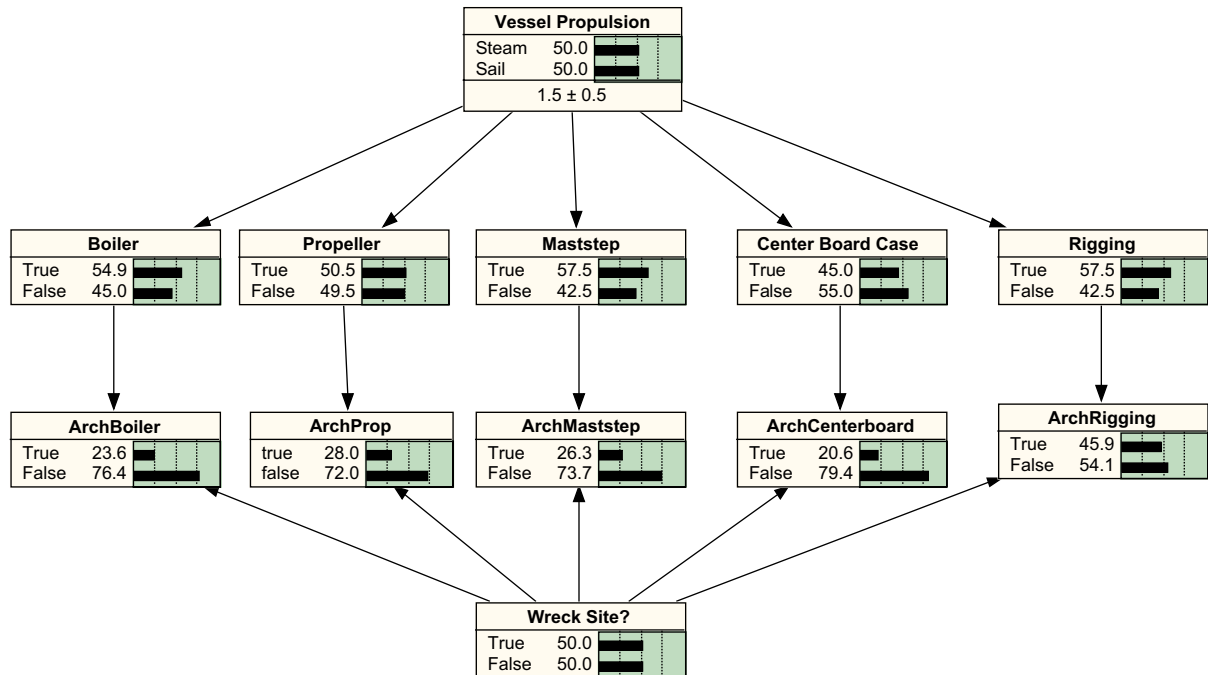 Vessel Propulsion
Steam 50.0
Sail 50.0
1.5 ± 0.5
Boiler
True 54.9
False 45.0
Propeller
True 50.5
False 49.5
Maststep
True 57.5
False 42.5
Center Board Case
True 45.0
False 55.0
Rigging
True 57.5
False 42.5
ArchBoiler
True 23.6
False 76.4
ArchProp
true 28.0
false 72.0
ArchMaststep
True 26.3
False 73.7
ArchCenterboard
True 20.6
False 79.4
ArchRigging
True 45.9
False 54.1
Wreck Site?
True 50.0
False 50.0